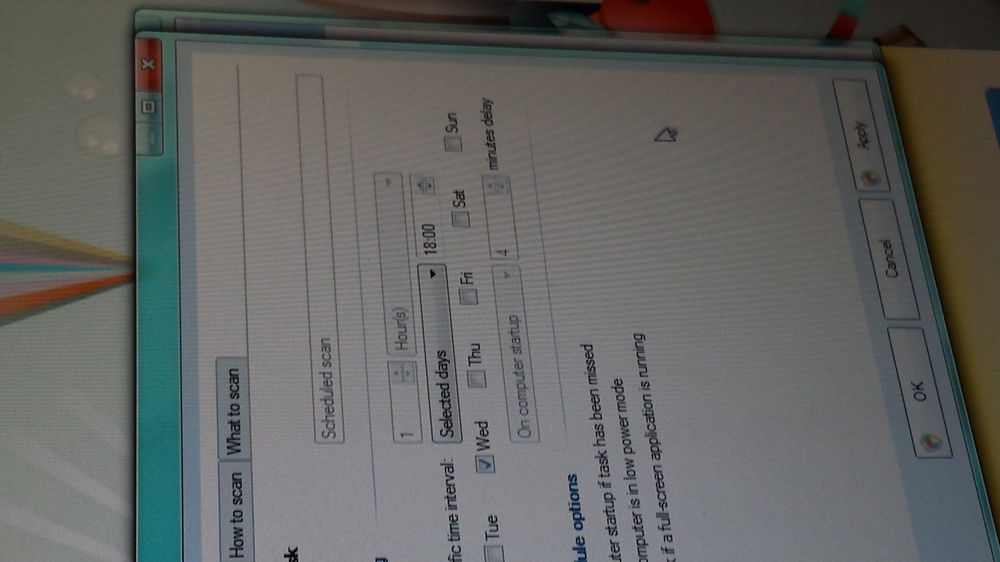 How to scan What to scan
sk
Scheduled scan
1 Hour(s)
fic time interval: Selected days 18:00
Tue Wed Thu Fri Sat Sun
On computer startup 4 minutes delay
ule options
uter startup if task has been missed
omputer is in low power mode
if a full-screen application is running
OK Cancel Apply